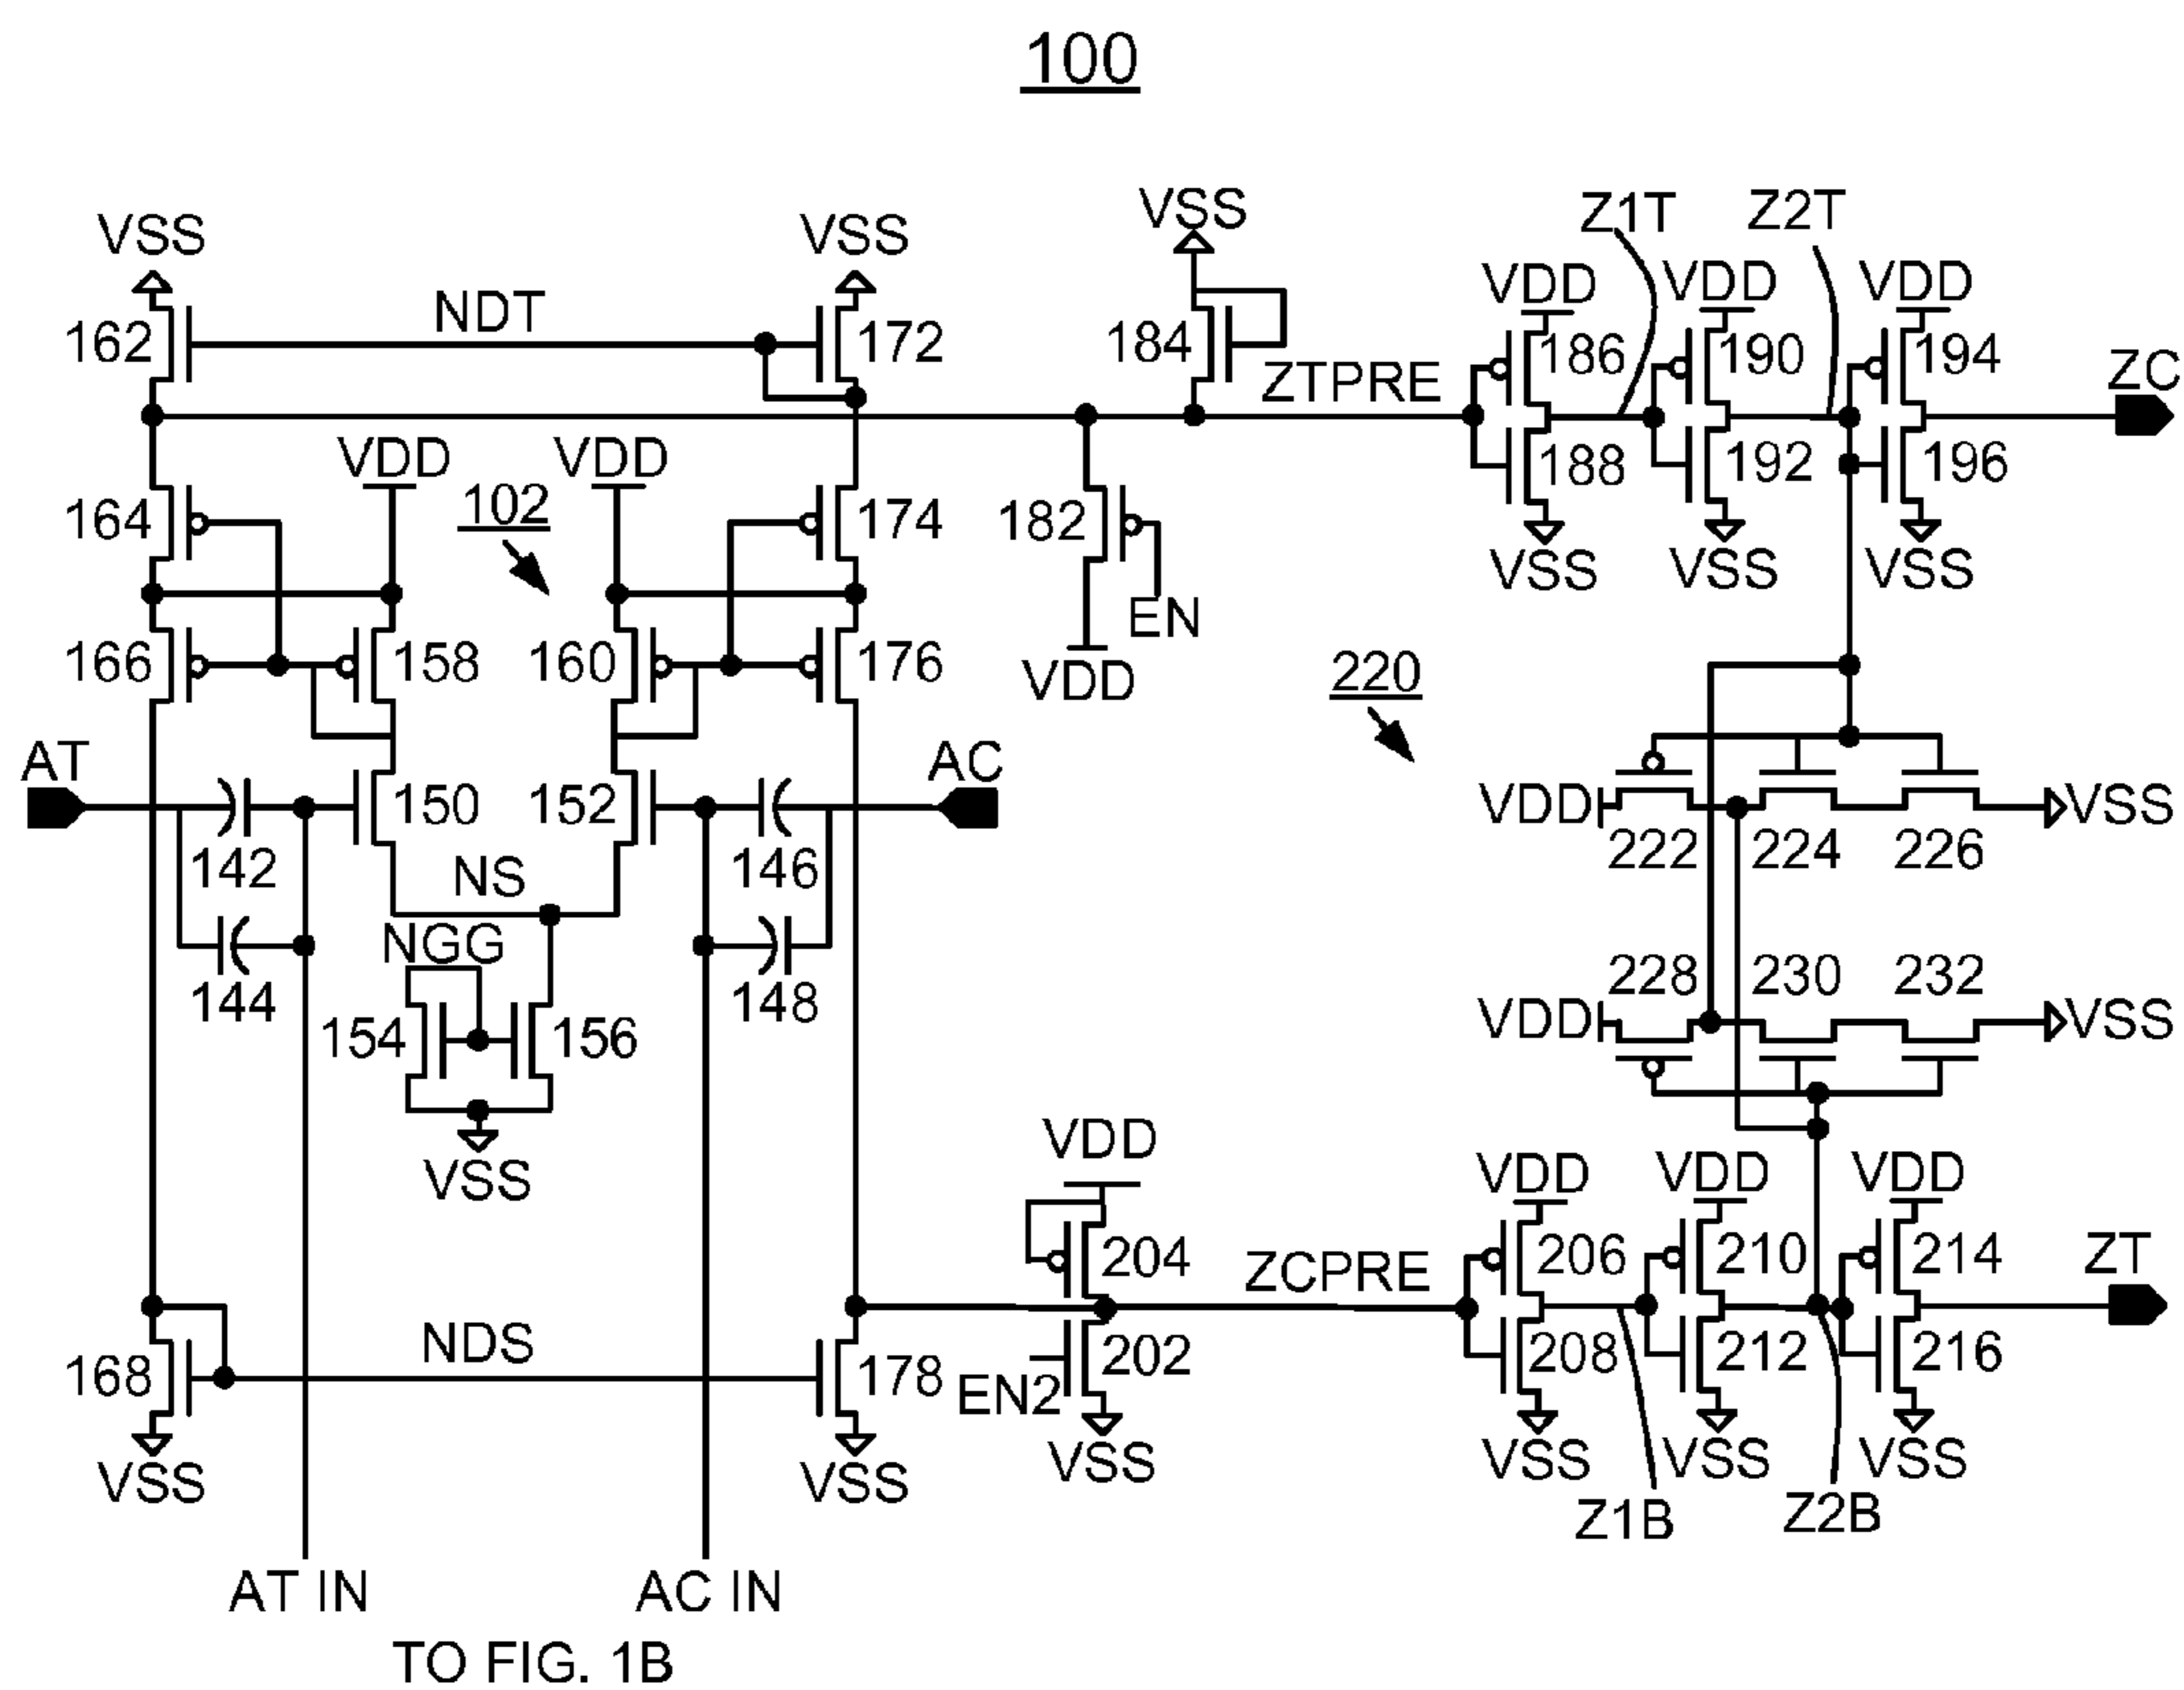 100
VSS
VSS
VSS
Z1T
Z2T
NDT
VDD
VDD
VDD
162
172
184
ZTPRE
186
190
194
ZC
VDD
VDD
188
192
196
164
102
174
182
VSS
VSS
VSS
EN
166
158
160
176
VDD
220
AT
AC
142
150
152
146
VDD
VSS
222
224
226
NS
NGG
144
148
228
230
232
154
156
VDD
VSS
VSS
VDD
VDD
VDD
VDD
204
ZCPRE
206
210
214
ZT
NDS
168
178
EN2
202
208
212
216
VSS
VSS
VSS
VSS
VSS
VSS
Z1B
Z2B
AT IN
AC IN
TO FIG. 1B